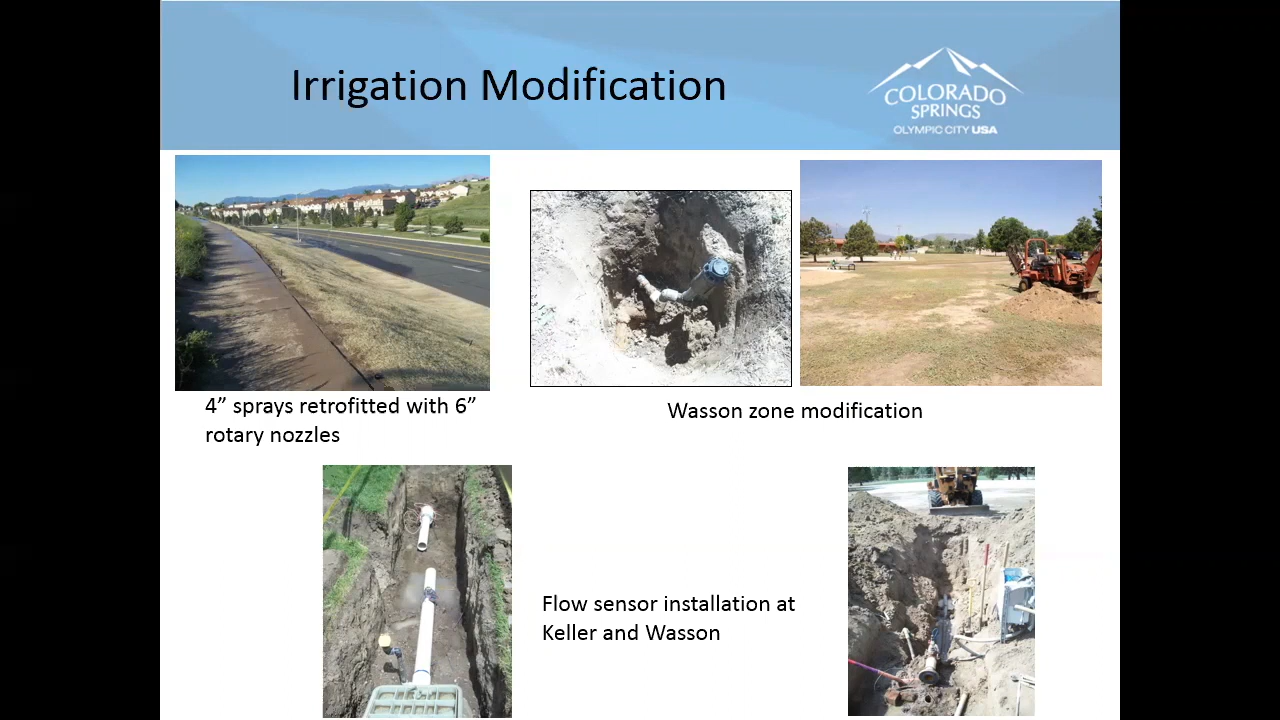 Irrigation Modification
COLORADO
SPRINGS
OLYMPIC CITY USA
4” sprays retrofitted with 6”
rotary nozzles
Wasson zone modification
Flow sensor installation at
Keller and Wasson